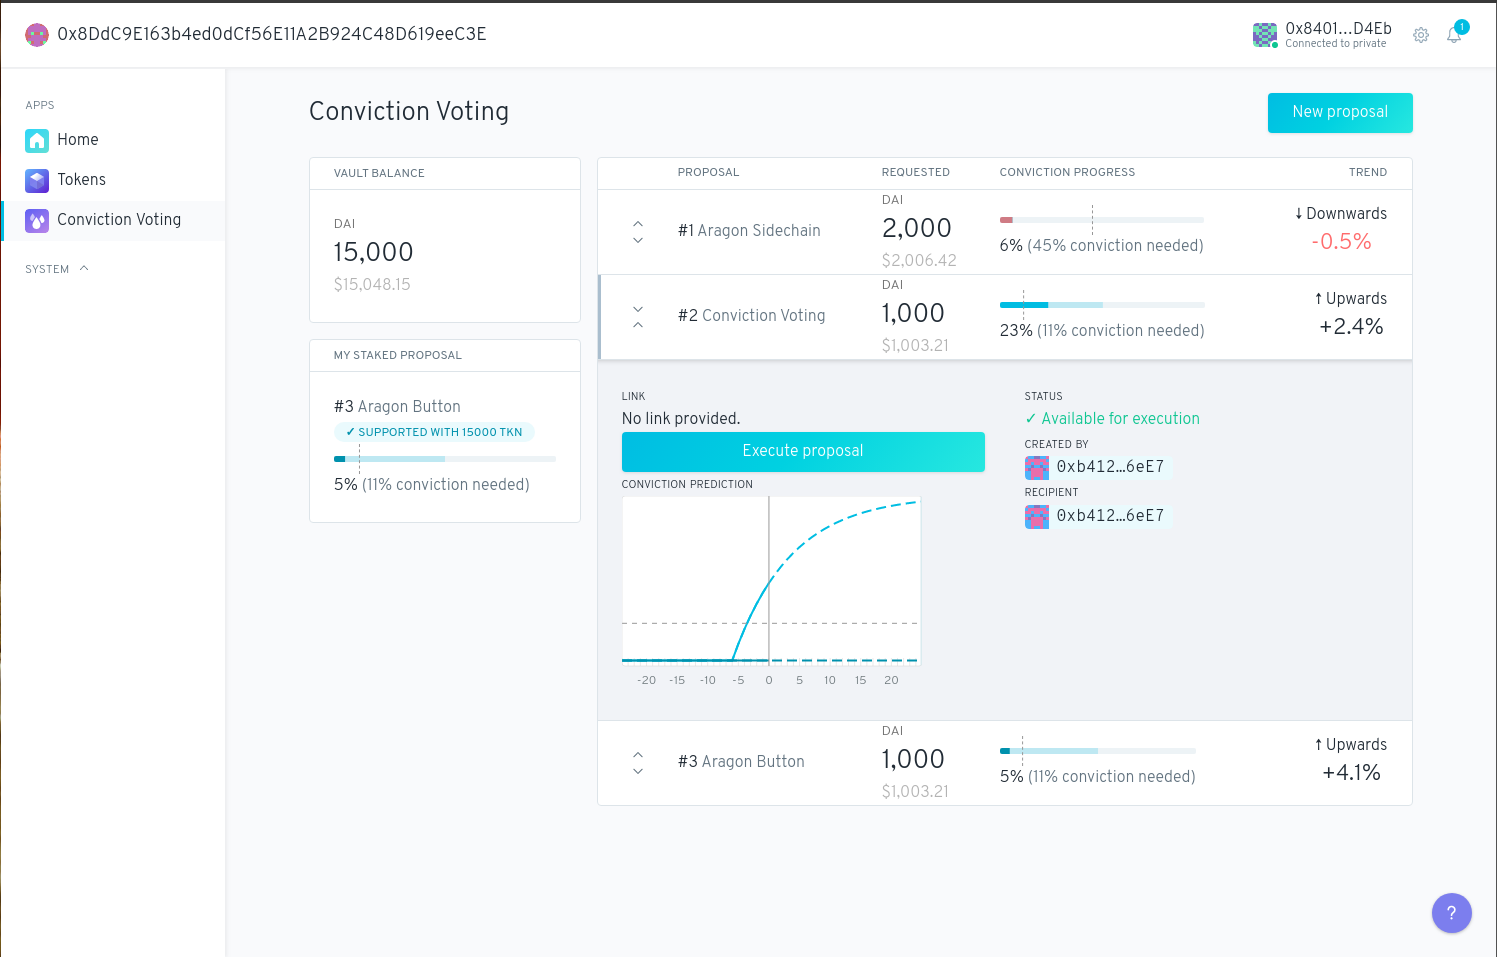 0x8DdC9E163b4ed0dCf56E11A2B924C48D619eeC3E
0x8401...D4Eb
Connected to private
1
APPS
Home
Tokens
Conviction Voting
SYSTEM
Conviction Voting
New proposal
VAULT BALANCE
DAI
15,000
$15,048.15
MY STAKED PROPOSAL
#3 Aragon Button
✓ SUPPORTED WITH 15000 TKN
5% (11% conviction needed)
PROPOSAL REQUESTED CONVICTION PROGRESS TREND
#1 Aragon Sidechain
DAI
2,000
$2,006.42
6% (45% conviction needed)
↓ Downwards
-0.5%
#2 Conviction Voting
DAI
1,000
$1,003.21
23% (11% conviction needed)
↑ Upwards
+2.4%
LINK
No link provided.
Execute proposal
CONVICTION PREDICTION
-20 -15 -10 -5 0 5 10 15 20
STATUS
✓ Available for execution
CREATED BY
0xb412…6eE7
RECIPIENT
0xb412…6eE7
#3 Aragon Button
DAI
1,000
$1,003.21
5% (11% conviction needed)
↑ Upwards
+4.1%
?